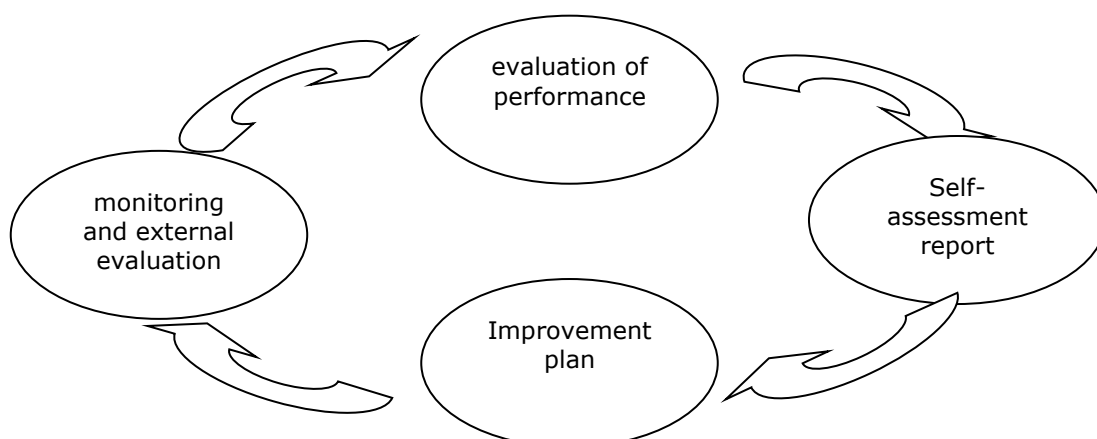 evaluation of
performance
Self-
assessment
report
Improvement
plan
monitoring
and external
evaluation